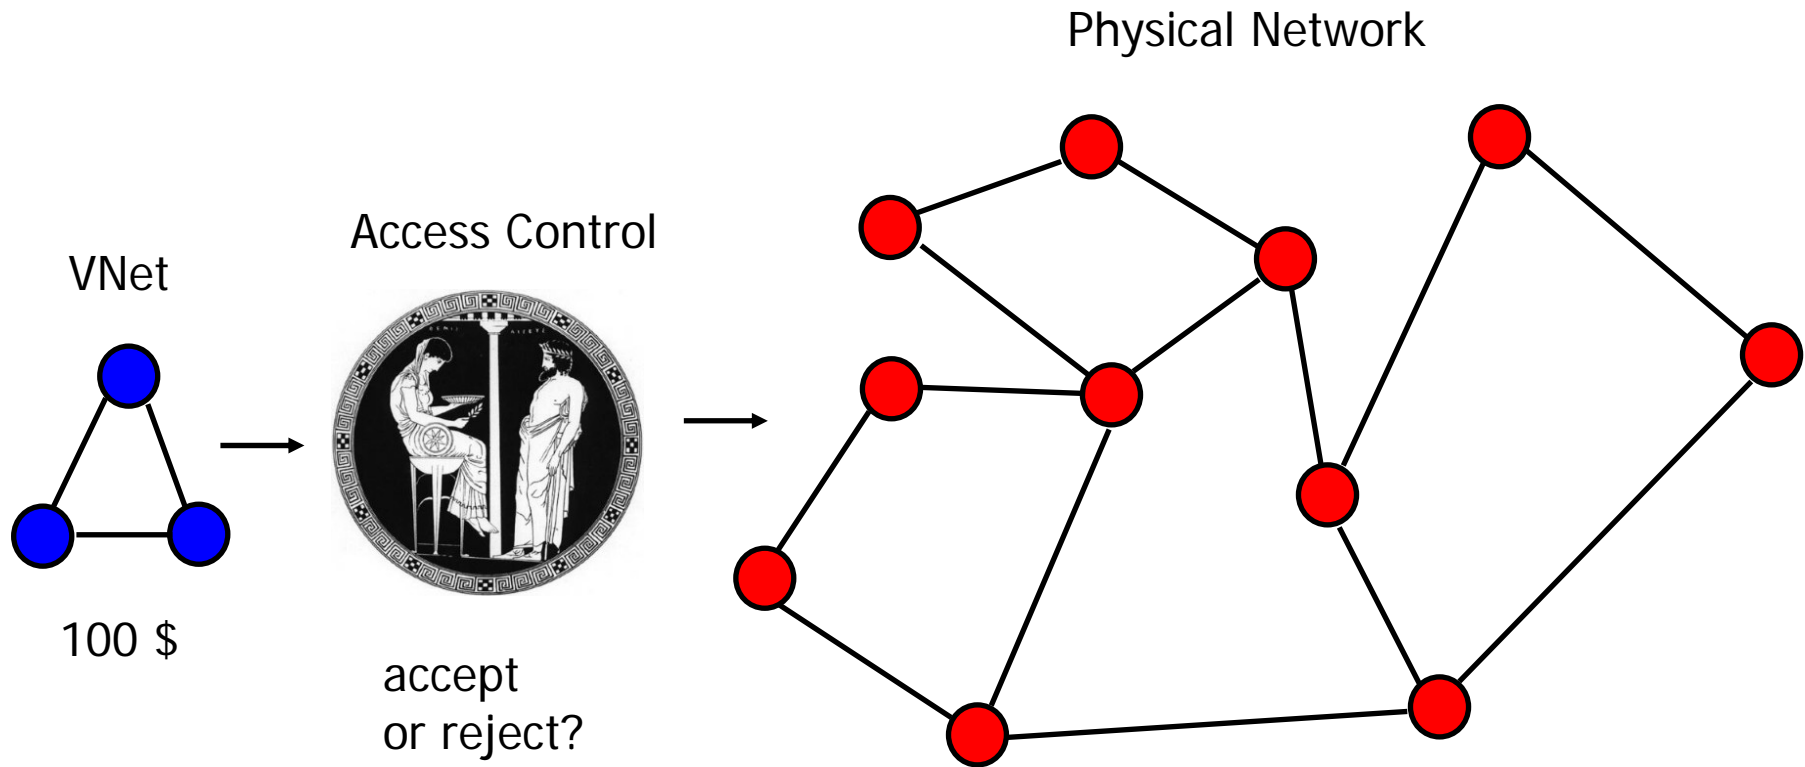 Physical Network
Access Control
VNet
100 $
accept
or reject?